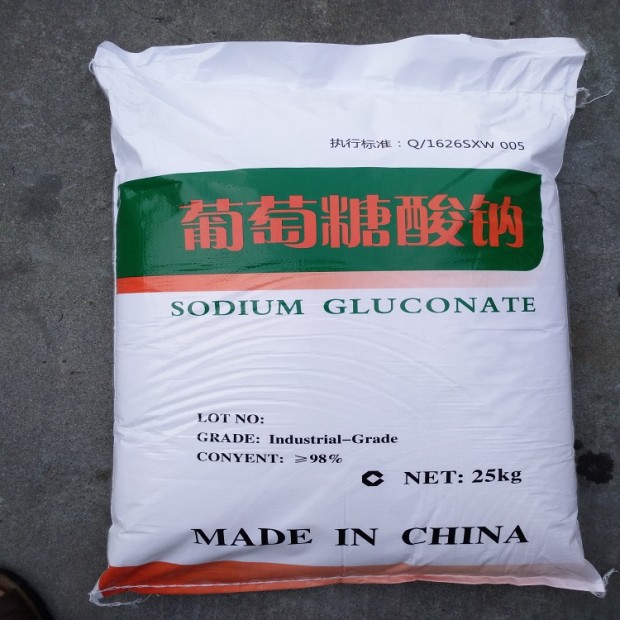 执行标准：Q/1626SXW 005
葡萄糖酸钠
SODIUM GLUCONATE
LOT NO:
GRADE: Industrial-Grade
CONYENT: ≥98%
NET: 25kg
MADE IN CHINA